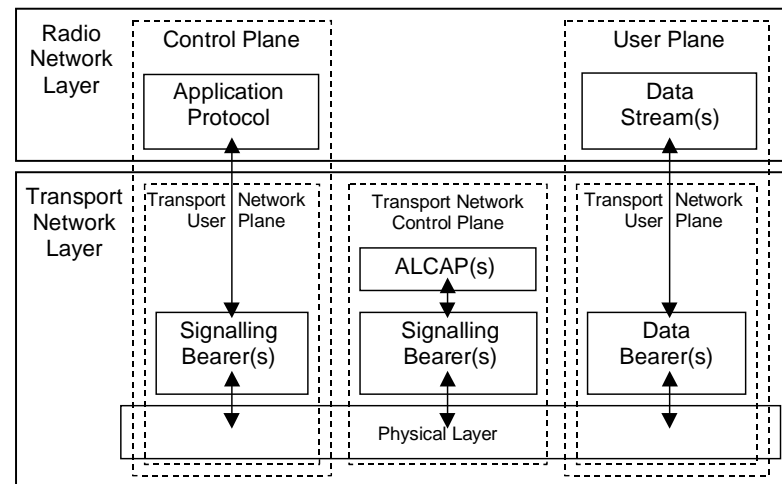 Radio
Network
Layer
Control Plane
User Plane
Application
Protocol
Data
Stream(s)
Transport
Network
Layer
Transport Network
User Plane
Transport Network
Control Plane
Transport Network
User Plane
ALCAP(s)
Signalling
Bearer(s)
Signalling
Bearer(s)
Data
Bearer(s)
Physical Layer